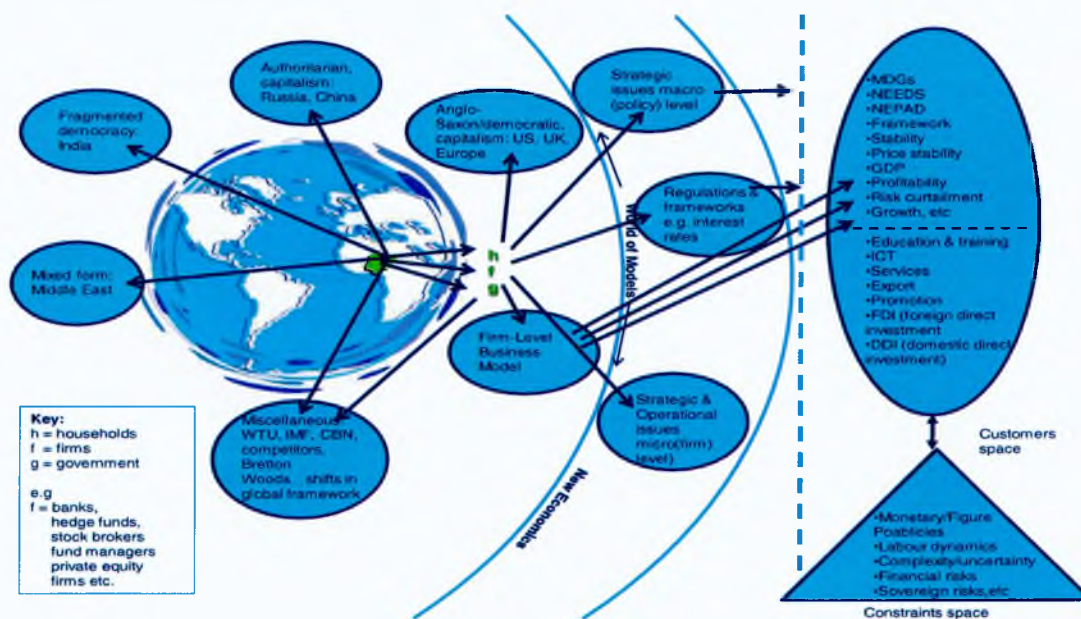 Authoritarian,
capitalism:
Russia, China
Fragmented
democracy:
India
Anglo-
Saxon/democratic,
capitalism: US, UK,
Europe
Strategic
issues macro
(policy) level
Mixed form:
Middle East
h
f
g
Regulations &
frameworks
e.g. interest
rates
World of Models
Firm-Level
Business
Model
Strategic &
Operational
issues
micro(firm)
level)
Miscellaneous
WTU, IMF, CBN,
competitors,
Bretton
Woods shifts in
global framework
New Economics
Key:
h = households
f = firms
g = government
e.g
f = banks,
hedge funds,
stock brokers
fund managers
private equity
firms etc.
•MDGs
•NEEDS
•NEPAD
•Framework
•Stability
•Price stability
•GDP
•Profitability
•Risk curtailment
•Growth, etc
•Education & training
•ICT
•Services
•Export
•Promotion
•FDI (foreign direct
investment
•DDI (domestic direct
investment)
Customers
space
•Monetary/Figure
Poablicies
•Labour dynamics
•Complexity/uncertainty
•Financial risks
•Sovereign risks,etc
Constraints space